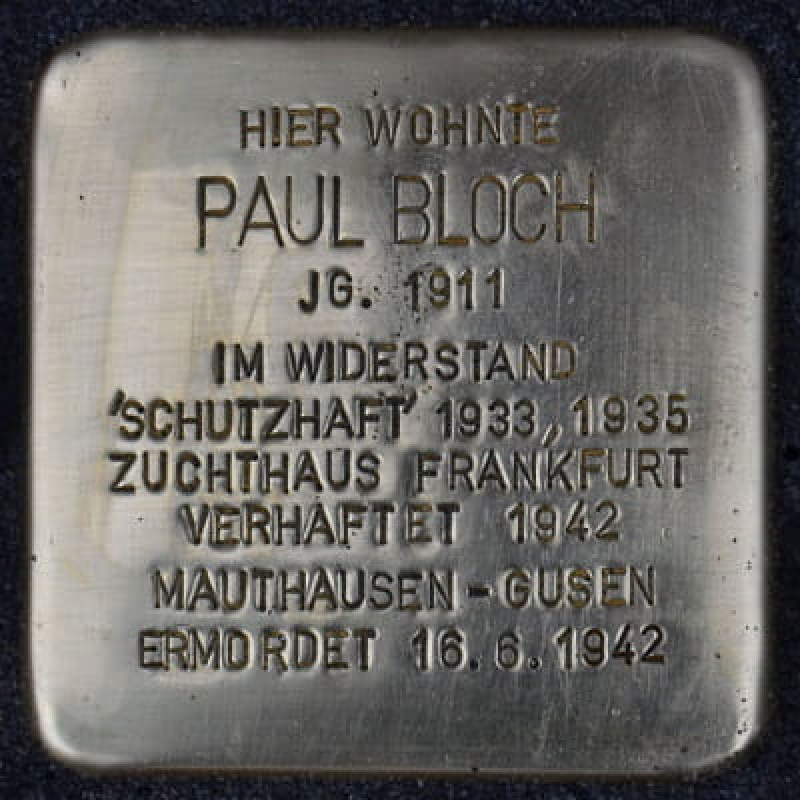 HIER WOHNTE
PAUL BLOCH
JG. 1911
IM WIDERSTAND
'SCHUTZHAFT' 1933, 1935
ZUCHTHAUS FRANKFURT
VERHAFTET 1942
MAUTHAUSEN-GUSEN
ERMORDET 16.6.1942